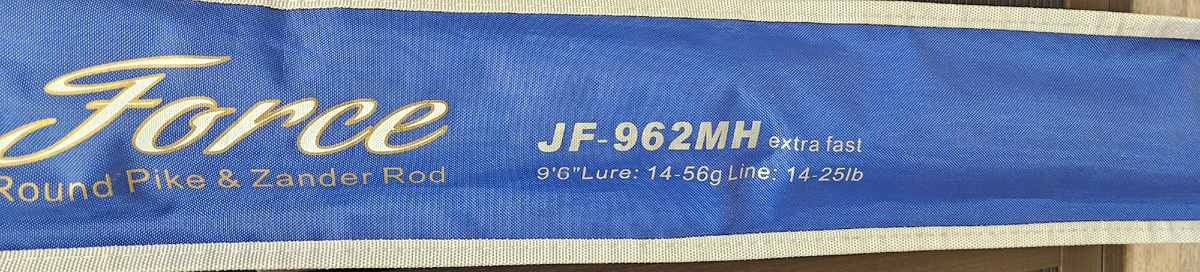 Force
Round Pike & Zander Rod
JF-962MH extra fast
9'6"Lure: 14-56g Line: 14-25lb